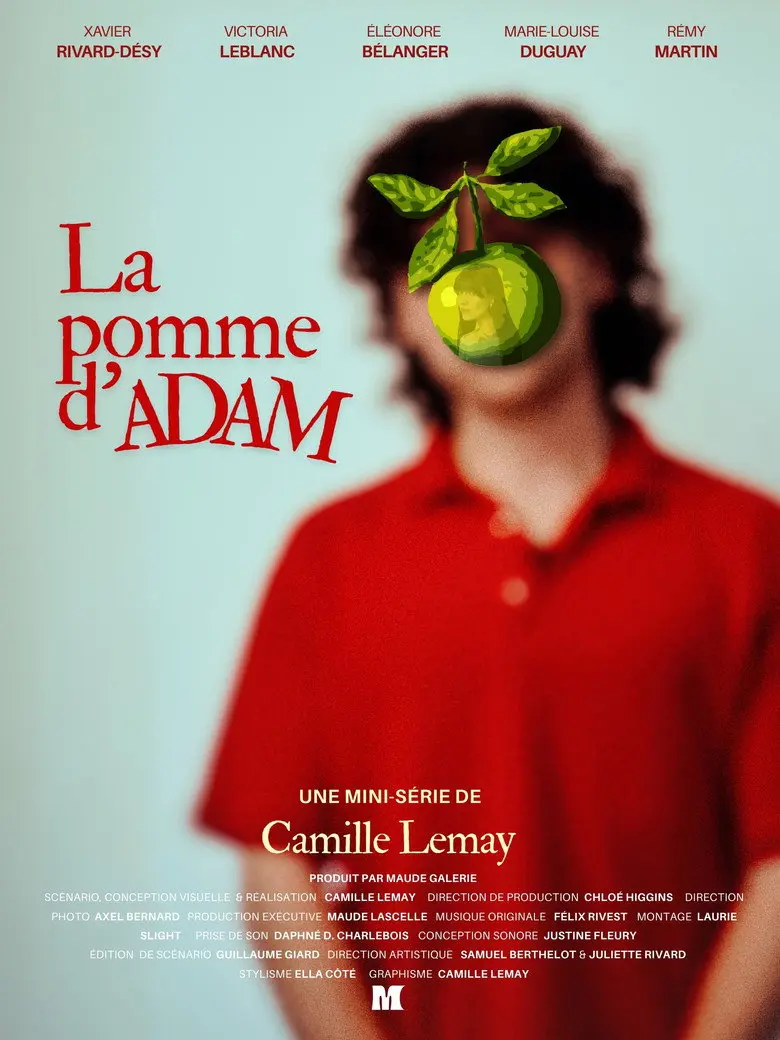 XAVIER VICTORIA ÉLÉONORE MARIE-LOUISE RÉMY
RIVARD-DÉSY LEBLANC BÉLANGER DUGUAY MARTIN
La
pomme
d'ADAM
UNE MINI-SÉRIE DE
Camille Lemay
PRODUIT PAR MAUDE GALERIE
SCÉNARIO, CONCEPTION VISUELLE & RÉALISATION CAMILLE LEMAY DIRECTION DE PRODUCTION CHLOÉ HIGGINS DIRECTION
PHOTO AXEL BERNARD PRODUCTION EXÉCUTIVE MAUDE LASCELLE MUSIQUE ORIGINALE FÉLIX RIVEST MONTAGE LAURIE
SLIGHT PRISE DE SON DAPHNÉ D. CHARLEBOIS CONCEPTION SONORE JUSTINE FLEURY
ÉDITION DE SCÉNARIO GUILLAUME GIARD DIRECTION ARTISTIQUE SAMUEL BERTHELOT & JULIETTE RIVARD
STYLISME ELLA CÔTÉ GRAPHISME CAMILLE LEMAY
M